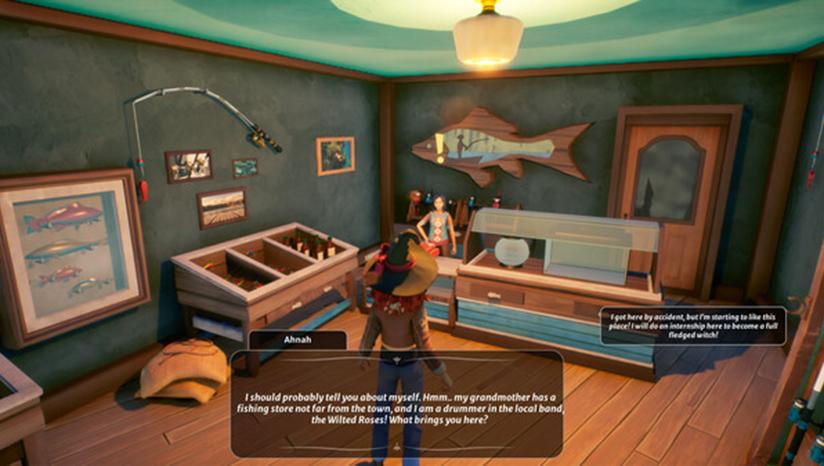 Ahnah
I should probably tell you about myself. Hmm.. my grandmother has a
fishing store not far from the town, and I am a drummer in the local band,
the Wilted Roses! What brings you here?
I got here by accident, but I'm starting to like this
place! I will do an internship here to become a full
fledged witch!